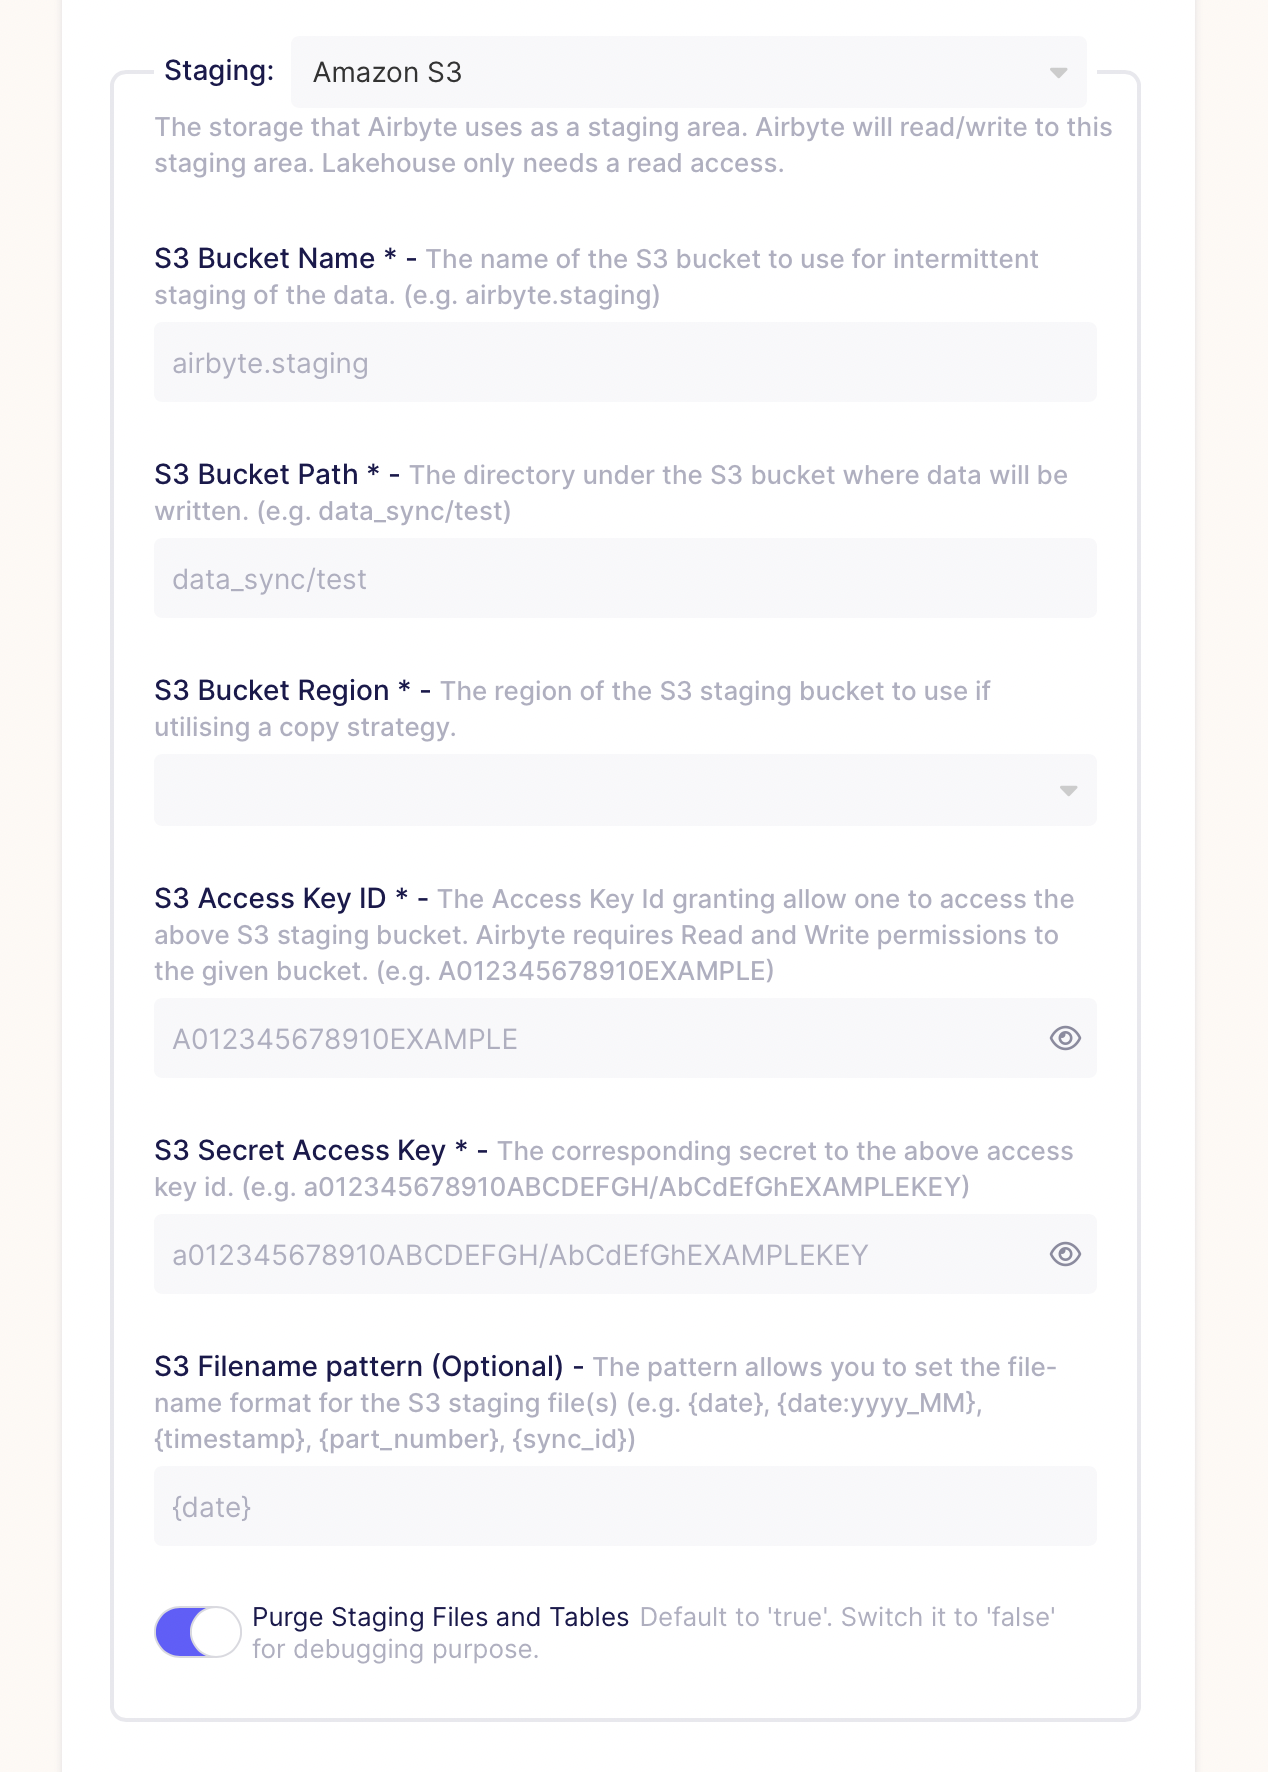 Staging: Amazon S3
The storage that Airbyte uses as a staging area. Airbyte will read/write to this
staging area. Lakehouse only needs a read access.
S3 Bucket Name * - The name of the S3 bucket to use for intermittent
staging of the data. (e.g. airbyte.staging)
airbyte.staging
S3 Bucket Path * - The directory under the S3 bucket where data will be
written. (e.g. data_sync/test)
data_sync/test
S3 Bucket Region * - The region of the S3 staging bucket to use if
utilising a copy strategy.
S3 Access Key ID * - The Access Key Id granting allow one to access the
above S3 staging bucket. Airbyte requires Read and Write permissions to
the given bucket. (e.g. A012345678910EXAMPLE)
A012345678910EXAMPLE
S3 Secret Access Key * - The corresponding secret to the above access
key id. (e.g. a012345678910ABCDEFGH/AbCdEfGhEXAMPLEKEY)
a012345678910ABCDEFGH/AbCdEfGhEXAMPLEKEY
S3 Filename pattern (Optional) - The pattern allows you to set the file-
name format for the S3 staging file(s) (e.g. {date}, {date:yyyy_MM},
{timestamp}, {part_number}, {sync_id})
{date}
Purge Staging Files and Tables Default to 'true'. Switch it to 'false'
for debugging purpose.